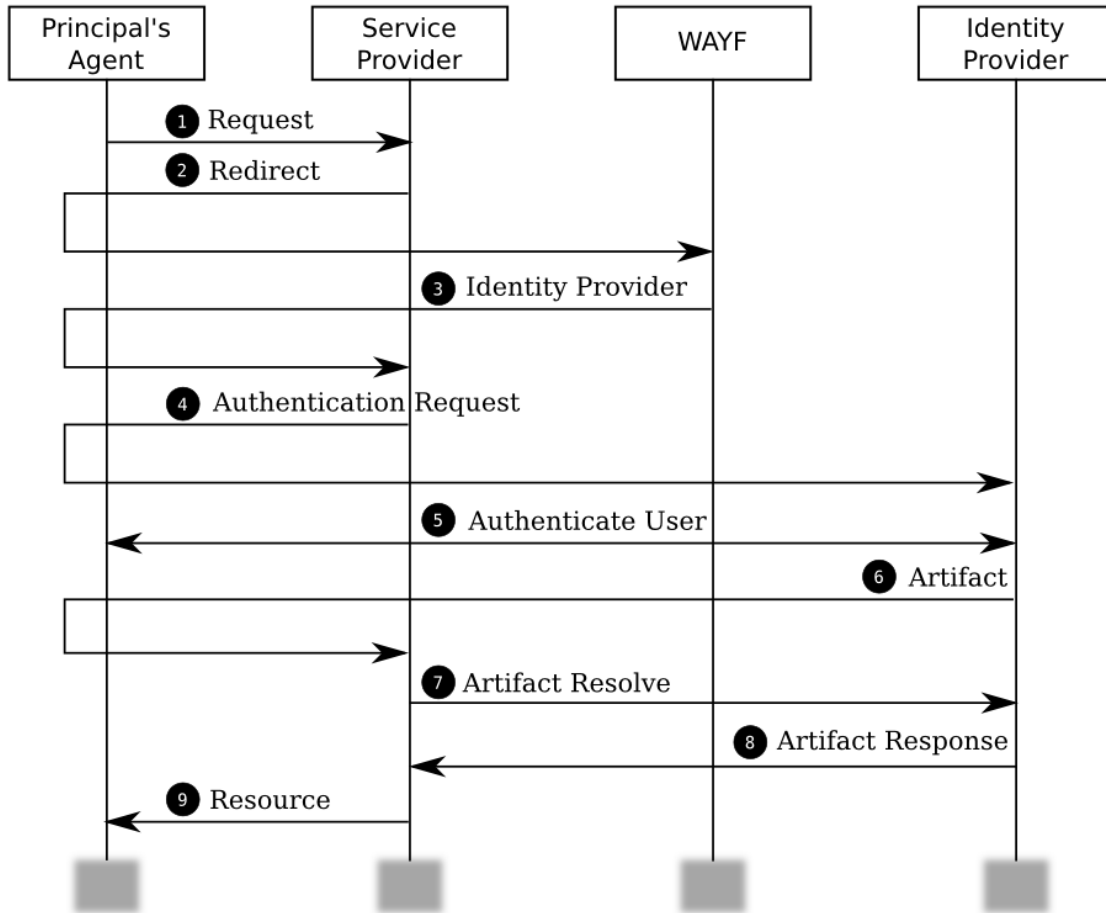 Principal's
Agent
Service
Provider
WAYF
Identity
Provider
1 Request
2 Redirect
3 Identity Provider
4 Authentication Request
5 Authenticate User
6 Artifact
7 Artifact Resolve
8 Artifact Response
9 Resource